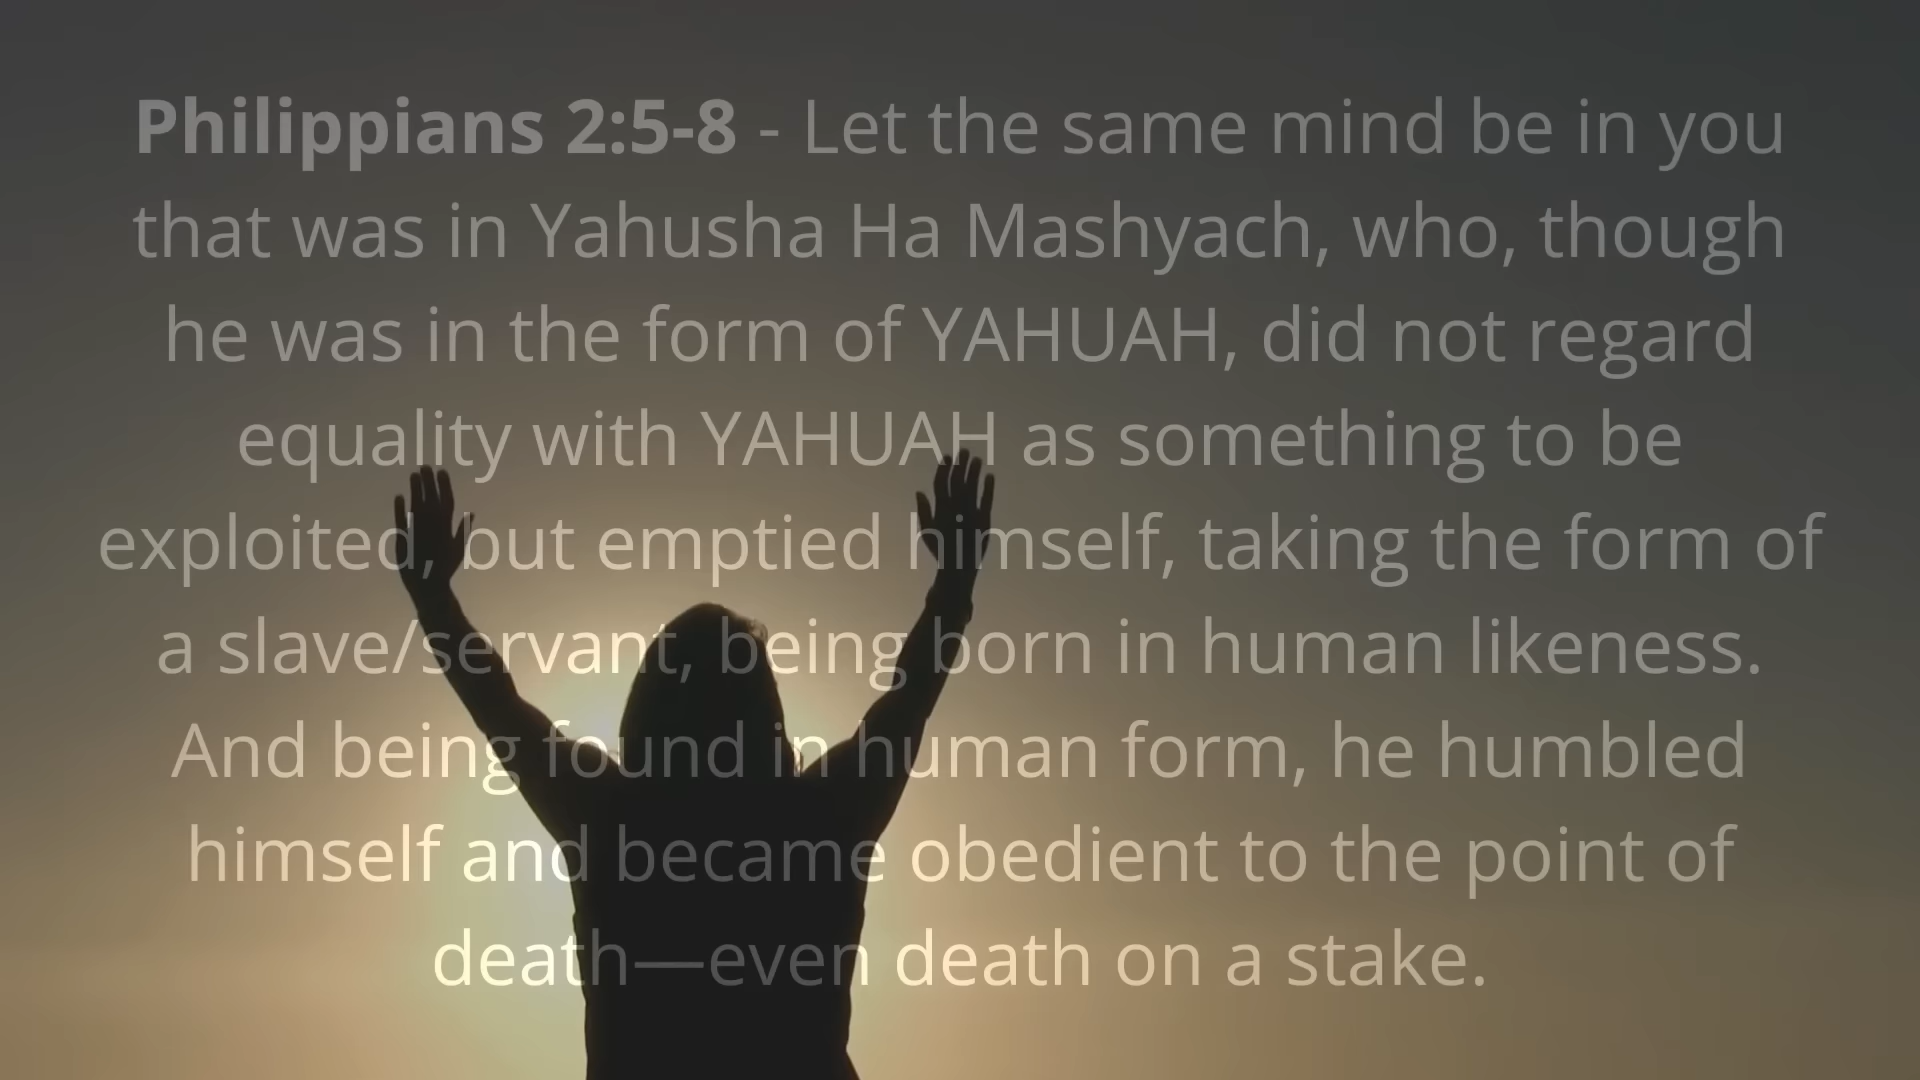 Philippians 2:5-8 - Let the same mind be in you
that was in Yahusha Ha Mashyach, who, though
he was in the form of YAHUAH, did not regard
equality with YAHUAH as something to be
exploited, but emptied himself, taking the form of
a slave/servant, being born in human likeness.
And being found in human form, he humbled
himself and became obedient to the point of
death—even death on a stake.